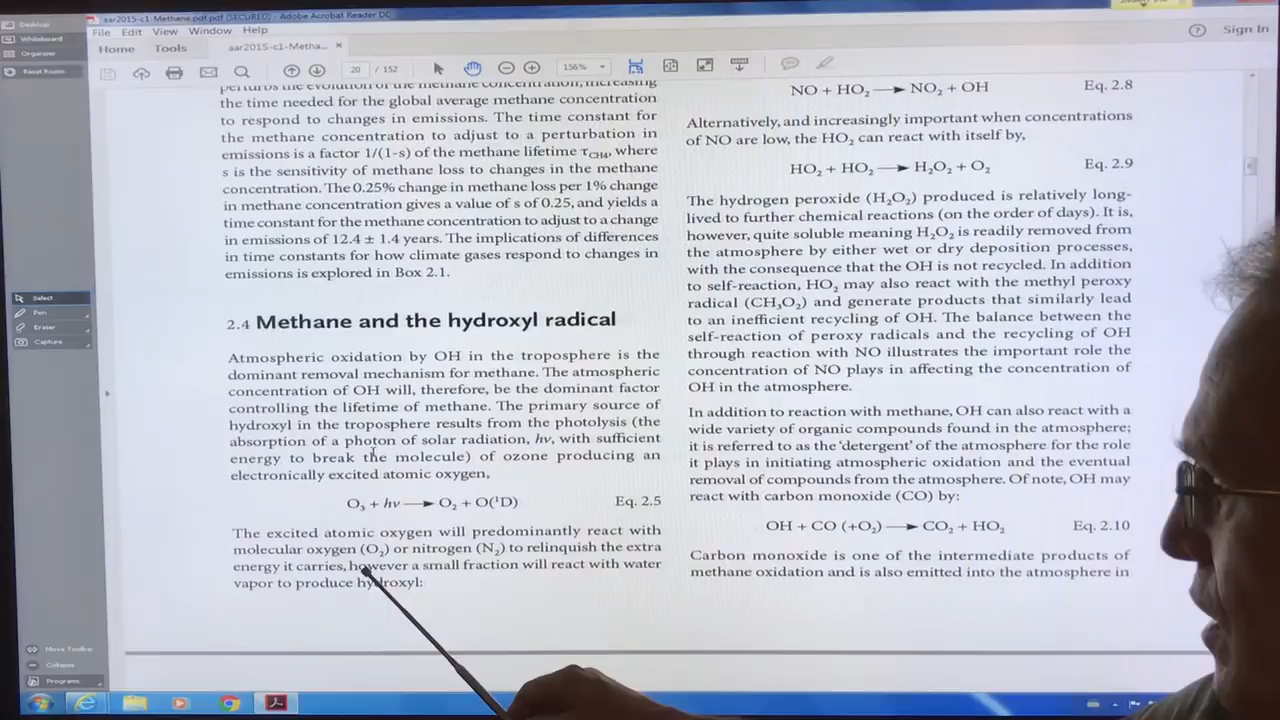 Desktop
Whiteboard
Organiser
Reset Room
aar2015-c1-Methane.pdf.pdf (SECURED) - Adobe Acrobat Reader DC
File Edit View Window Help
Home Tools aar2015-c1-Metha... ×
Sign In
20 / 152
156%
perturbs the evolution of the methane concentration, increasing
the time needed for the global average methane concentration
to respond to changes in emissions. The time constant for
the methane concentration to adjust to a perturbation in
emissions is a factor 1/(1-s) of the methane lifetime τCH4, where
s is the sensitivity of methane loss to changes in the methane
concentration. The 0.25% change in methane loss per 1% change
in methane concentration gives a value of s of 0.25, and yields a
time constant for the methane concentration to adjust to a change
in emissions of 12.4 ± 1.4 years. The implications of differences
in time constants for how climate gases respond to changes in
emissions is explored in Box 2.1.
2.4 Methane and the hydroxyl radical
Atmospheric oxidation by OH in the troposphere is the
dominant removal mechanism for methane. The atmospheric
concentration of OH will, therefore, be the dominant factor
controlling the lifetime of methane. The primary source of
hydroxyl in the troposphere results from the photolysis (the
absorption of a photon of solar radiation, hν, with sufficient
energy to break the molecule) of ozone producing an
electronically excited atomic oxygen,
O₃ + hν → O₂ + O(¹D) Eq. 2.5
The excited atomic oxygen will predominantly react with
molecular oxygen (O₂) or nitrogen (N₂) to relinquish the extra
energy it carries, however a small fraction will react with water
vapor to produce hydroxyl:
NO + HO₂ → NO₂ + OH Eq. 2.8
Alternatively, and increasingly important when concentrations
of NO are low, the HO₂ can react with itself by,
HO₂ + HO₂ → H₂O₂ + O₂ Eq. 2.9
The hydrogen peroxide (H₂O₂) produced is relatively long-
lived to further chemical reactions (on the order of days). It is,
however, quite soluble meaning H₂O₂ is readily removed from
the atmosphere by either wet or dry deposition processes,
with the consequence that the OH is not recycled. In addition
to self-reaction, HO₂ may also react with the methyl peroxy
radical (CH₃O₂) and generate products that similarly lead
to an inefficient recycling of OH. The balance between the
self-reaction of peroxy radicals and the recycling of OH
through reaction with NO illustrates the important role the
concentration of NO plays in affecting the concentration of
OH in the atmosphere.
In addition to reaction with methane, OH can also react with a
wide variety of organic compounds found in the atmosphere;
it is referred to as the 'detergent' of the atmosphere for the role
it plays in initiating atmospheric oxidation and the eventual
removal of compounds from the atmosphere. Of note, OH may
react with carbon monoxide (CO) by:
OH + CO (+O₂) → CO₂ + HO₂ Eq. 2.10
Carbon monoxide is one of the intermediate products of
methane oxidation and is also emitted into the atmosphere in
Select
Pen
Eraser
Capture
Move Toolbar
Collapse
Programs